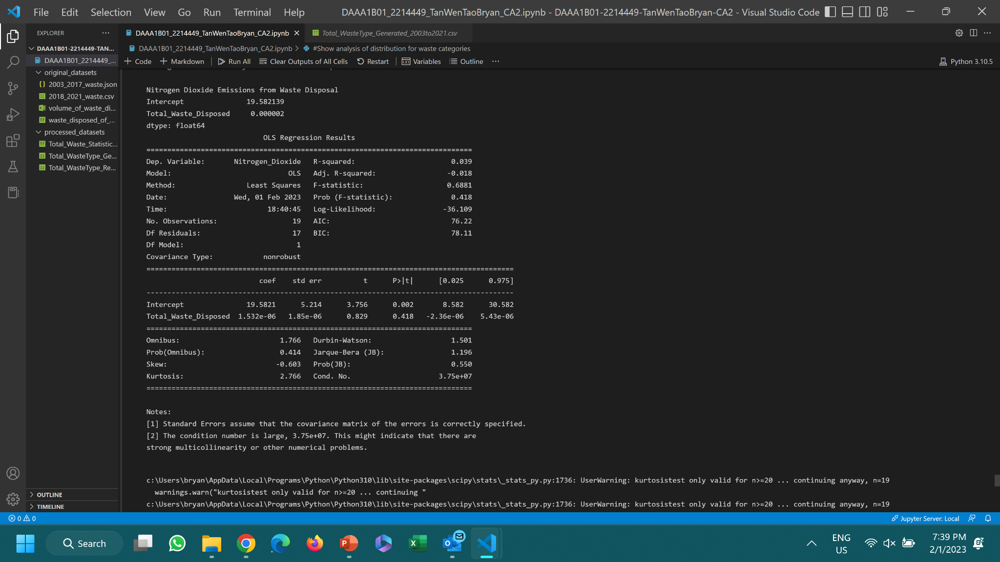 File Edit Selection View Go Run Terminal Help DAAA1B01_2214449_TanWenTaoBryan_CA2.ipynb - DAAA1B01-2214449-TanWenTaoBryan-CA2 - Visual Studio Code
EXPLORER
DAAA1B01-2214449-TAN...
DAAA1B01_2214449_...
original_datasets
2003_2017_waste.json
2018_2021_waste.csv
volume_of_waste_di...
waste_disposed_of_...
processed_datasets
Total_Waste_Statistic...
Total_WasteType_Ge...
Total_WasteType_Re...
OUTLINE
TIMELINE
DAAA1B01_2214449_TanWenTaoBryan_CA2.ipynb Total_WasteType_Generated_2003to2021.csv
DAAA1B01_2214449_TanWenTaoBryan_CA2.ipynb > #Show analysis of distribution for waste categories
+ Code + Markdown Run All Clear Outputs of All Cells Restart Variables Outline ... Python 3.10.5
Nitrogen Dioxide Emissions from Waste Disposal
Intercept 19.582139
Total_Waste_Disposed 0.000002
dtype: float64
OLS Regression Results
==============================================================================
Dep. Variable: Nitrogen_Dioxide R-squared: 0.039
Model: OLS Adj. R-squared: -0.018
Method: Least Squares F-statistic: 0.6881
Date: Wed, 01 Feb 2023 Prob (F-statistic): 0.418
Time: 18:40:45 Log-Likelihood: -36.109
No. Observations: 19 AIC: 76.22
Df Residuals: 17 BIC: 78.11
Df Model: 1
Covariance Type: nonrobust
========================================================================================
coef std err t P>|t| [0.025 0.975]
----------------------------------------------------------------------------------------
Intercept 19.5821 5.214 3.756 0.002 8.582 30.582
Total_Waste_Disposed 1.532e-06 1.85e-06 0.829 0.418 -2.36e-06 5.43e-06
==============================================================================
Omnibus: 1.766 Durbin-Watson: 1.501
Prob(Omnibus): 0.414 Jarque-Bera (JB): 1.196
Skew: -0.603 Prob(JB): 0.550
Kurtosis: 2.766 Cond. No. 3.75e+07
==============================================================================
Notes:
[1] Standard Errors assume that the covariance matrix of the errors is correctly specified.
[2] The condition number is large, 3.75e+07. This might indicate that there are
strong multicollinearity or other numerical problems.
c:\Users\bryan\AppData\Local\Programs\Python\Python310\lib\site-packages\scipy\stats\_stats_py.py:1736: UserWarning: kurtosistest only valid for n>=20 ... continuing anyway, n=19
warnings.warn("kurtosistest only valid for n>=20 ... continuing "
c:\Users\bryan\AppData\Local\Programs\Python\Python310\lib\site-packages\scipy\stats\_stats_py.py:1736: UserWarning: kurtosistest only valid for n>=20 ... continuing anyway, n=19
0 0 Jupyter Server: Local
Search
ENG
US
7:39 PM
2/1/2023